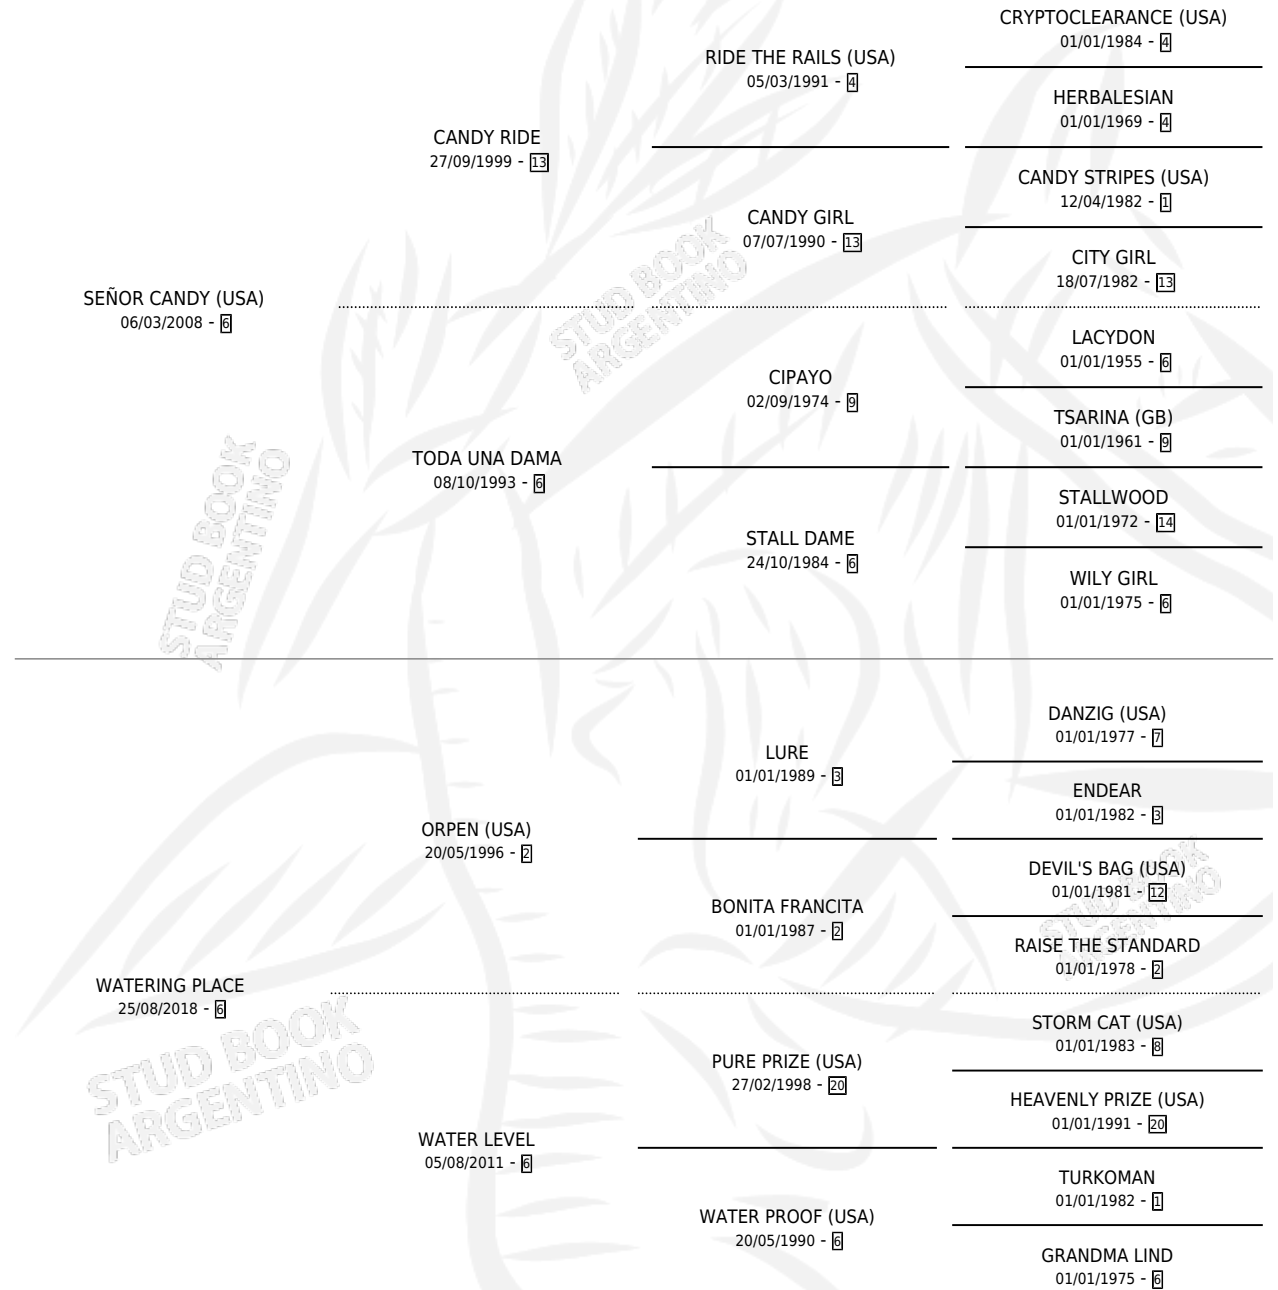 CRYPTOCLEARANCE (USA)
01/01/1984 - 4
RIDE THE RAILS (USA)
05/03/1991 - 4
HERBALESIAN
01/01/1969 - 4
CANDY RIDE
27/09/1999 - 13
CANDY STRIPES (USA)
12/04/1982 - 1
CANDY GIRL
07/07/1990 - 13
CITY GIRL
18/07/1982 - 13
SEÑOR CANDY (USA)
06/03/2008 - 6
LACYDON
01/01/1955 - 6
CIPAYO
02/09/1974 - 9
TSARINA (GB)
01/01/1961 - 9
TODA UNA DAMA
08/10/1993 - 6
STALLWOOD
01/01/1972 - 14
STALL DAME
24/10/1984 - 6
WILY GIRL
01/01/1975 - 6
DANZIG (USA)
01/01/1977 - 7
LURE
01/01/1989 - 3
ENDEAR
01/01/1982 - 3
ORPEN (USA)
20/05/1996 - 2
DEVIL'S BAG (USA)
01/01/1981 - 12
BONITA FRANCITA
01/01/1987 - 2
RAISE THE STANDARD
01/01/1978 - 2
WATERING PLACE
25/08/2018 - 6
STORM CAT (USA)
01/01/1983 - 8
PURE PRIZE (USA)
27/02/1998 - 20
HEAVENLY PRIZE (USA)
01/01/1991 - 20
WATER LEVEL
05/08/2011 - 6
TURKOMAN
01/01/1982 - 1
WATER PROOF (USA)
20/05/1990 - 6
GRANDMA LIND
01/01/1975 - 6
STUD BOOK
ARGENTINO
STUD BOOK
ARGENTINO
STUD BOOK
ARGENTINO
STUD BOOK
ARGENTINO